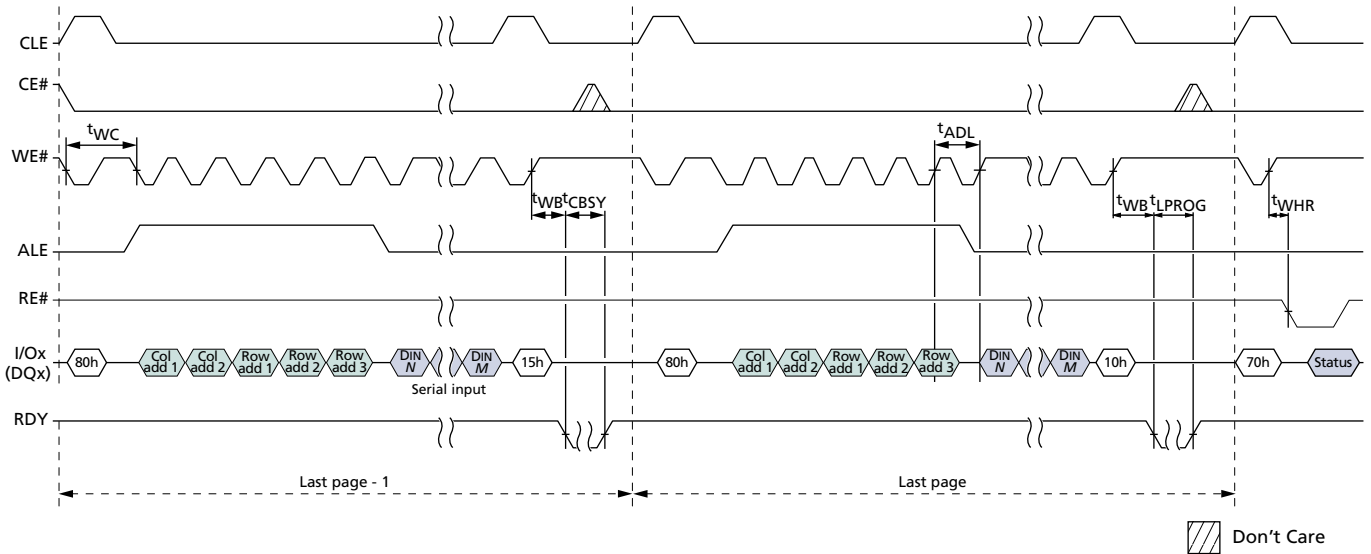 CLE
CE#
tWC
tADL
WE#
tWB tCBSY
tWB tLPROG
tWHR
ALE
RE#
I/Ox
(DQx)
80h
Col
add 1
Col
add 2
Row
add 1
Row
add 2
Row
add 3
DIN
N
DIN
M
15h
Serial input
80h
Col
add 1
Col
add 2
Row
add 1
Row
add 2
Row
add 3
DIN
N
DIN
M
10h
70h
Status
RDY
Last page - 1
Last page
Don't Care